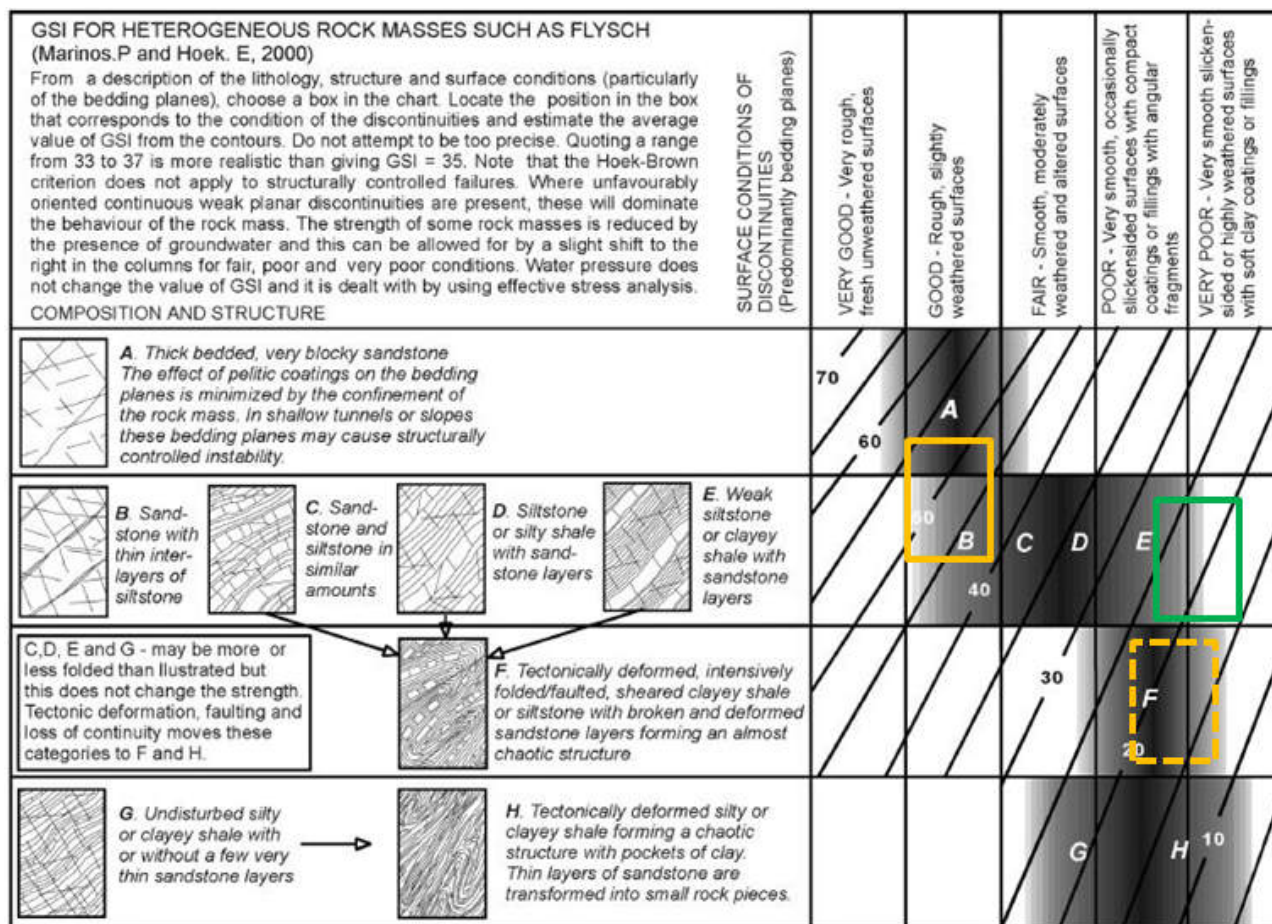 GSI FOR HETEROGENEOUS ROCK MASSES SUCH AS FLYSCH
(Marinos.P and Hoek. E, 2000)
From a description of the lithology, structure and surface conditions (particularly
of the bedding planes), choose a box in the chart. Locate the position in the box
that corresponds to the condition of the discontinuities and estimate the average
value of GSI from the contours. Do not attempt to be too precise. Quoting a range
from 33 to 37 is more realistic than giving GSI = 35. Note that the Hoek-Brown
criterion does not apply to structurally controlled failures. Where unfavourably
oriented continuous weak planar discontinuities are present, these will dominate
the behaviour of the rock mass. The strength of some rock masses is reduced by
the presence of groundwater and this can be allowed for by a slight shift to the
right in the columns for fair, poor and very poor conditions. Water pressure does
not change the value of GSI and it is dealt with by using effective stress analysis.
COMPOSITION AND STRUCTURE
SURFACE CONDITIONS OF
DISCONTINUITIES
(Predominantly bedding planes)
VERY GOOD - Very rough,
fresh unweathered surfaces
GOOD - Rough, slightly
weathered surfaces
FAIR - Smooth, moderately
weathered and altered surfaces
POOR - Very smooth, occasionally
slickensided surfaces with compact
coatings or fillings with angular
fragments
VERY POOR - Very smooth slicken-
sided or highly weathered surfaces
with soft clay coatings or fillings
A. Thick bedded, very blocky sandstone
The effect of pelitic coatings on the bedding
planes is minimized by the confinement
of the rock mass. In shallow tunnels or slopes
these bedding planes may cause structurally
controlled instability.
70
60
A
B. Sand-
stone with
thin inter-
layers of
siltstone
C. Sand-
stone and
siltstone in
similar
amounts
D. Siltstone
or silty shale
with sand-
stone layers
E. Weak
siltstone
or clayey
shale with
sandstone
layers
50
B
C
D
E
40
C,D, E and G - may be more or
less folded than llustrated but
this does not change the strength.
Tectonic deformation, faulting and
loss of continuity moves these
categories to F and H.
F. Tectonically deformed, intensively
folded/faulted, sheared clayey shale
or siltstone with broken and deformed
sandstone layers forming an almost
chaotic structure
30
F
20
G. Undisturbed silty
or clayey shale with
or without a few very
thin sandstone layers
H. Tectonically deformed silty or
clayey shale forming a chaotic
structure with pockets of clay.
Thin layers of sandstone are
transformed into small rock pieces.
G
H
10